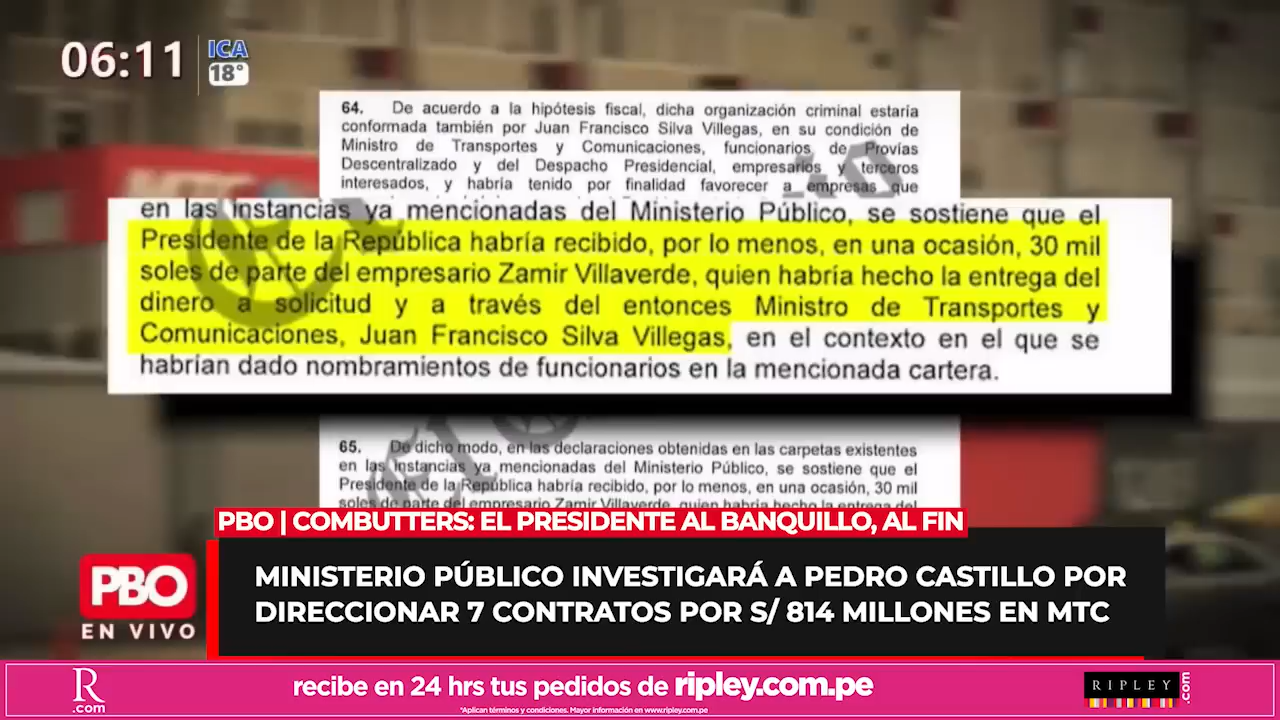 06:11
ICA
18°
64. De acuerdo a la hipótesis fiscal, dicha organización criminal estaría
conformada también por Juan Francisco Silva Villegas, en su condición de
Ministro de Transportes y Comunicaciones, funcionarios de Provías
Descentralizado y del Despacho Presidencial, empresarios y terceros
interesados, y habría tenido por finalidad favorecer a empresas que
en las instancias ya mencionadas del Ministerio Público, se sostiene que el
Presidente de la República habría recibido, por lo menos, en una ocasión, 30 mil
soles de parte del empresario Zamir Villaverde, quien habría hecho la entrega del
dinero a solicitud y a través del entonces Ministro de Transportes y
Comunicaciones, Juan Francisco Silva Villegas, en el contexto en el que se
habrían dado nombramientos de funcionarios en la mencionada cartera.
65. De dicho modo, en las declaraciones obtenidas en las carpetas existentes
en las instancias ya mencionadas del Ministerio Público, se sostiene que el
Presidente de la República habría recibido, por lo menos, en una ocasión, 30 mil
soles de parte del empresario Zamir Villaverde, quien habría hecho la entrega del
PBO | COMBUTTERS: EL PRESIDENTE AL BANQUILLO, AL FIN
MINISTERIO PÚBLICO INVESTIGARÁ A PEDRO CASTILLO POR
DIRECCIONAR 7 CONTRATOS POR S/ 814 MILLONES EN MTC
PBO
EN VIVO
R
.com
recibe en 24 hrs tus pedidos de ripley.com.pe
*Aplican términos y condiciones. Mayor información en www.ripley.com.pe
RIPLEY
.com